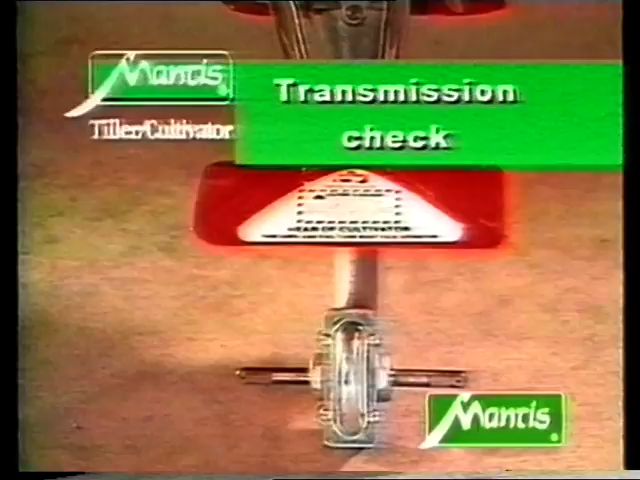 Mantis®
Tiller/Cultivator
Transmission
check
REAR OF CULTIVATOR
Mantis®